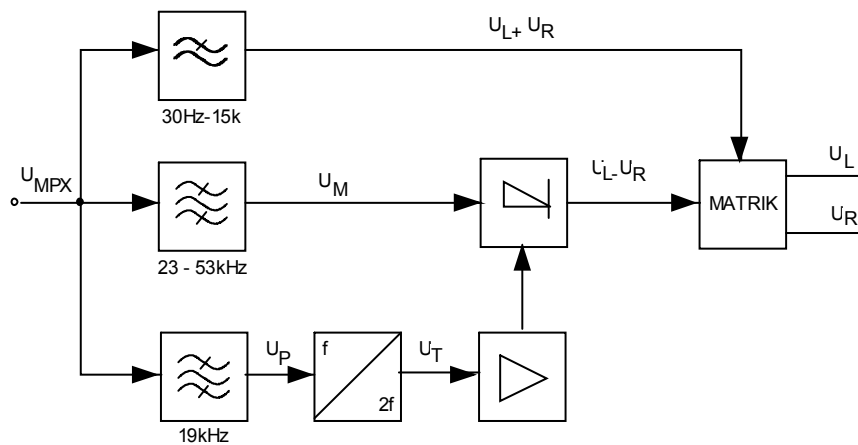 U_L+ U_R
30Hz-15k
U_MPX
U_M
U_L-U_R
MATRIK
U_L
U_R
23 - 53kHz
U_P
f
2f
U_T
19kHz